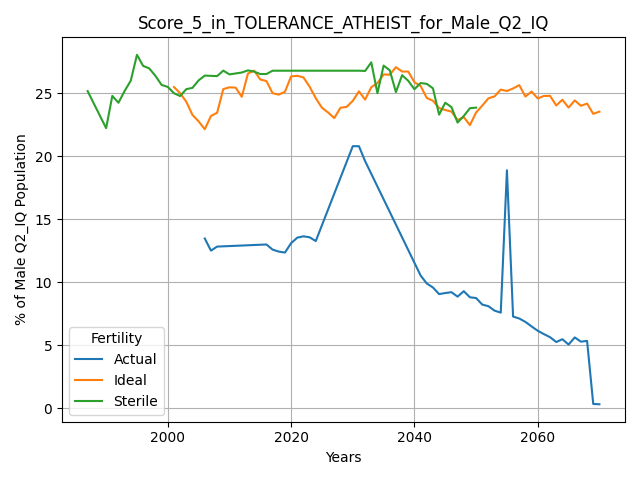 Score_5_in_TOLERANCE_ATHEIST_for_Male_Q2_IQ
% of Male Q2_IQ Population
25
20
15
10
5
0
Fertility
Actual
Ideal
Sterile
2000 2020 2040 2060
Years